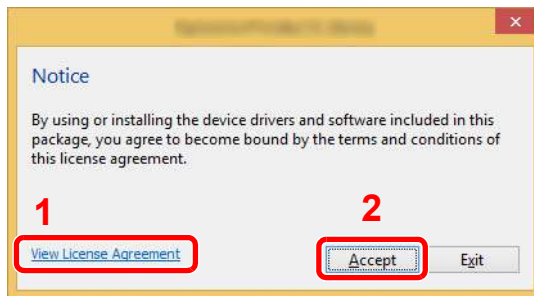 Notice
By using or installing the device drivers and software included in this
package, you agree to become bound by the terms and conditions of
this license agreement.
1
2
View License Agreement
Accept
Exit